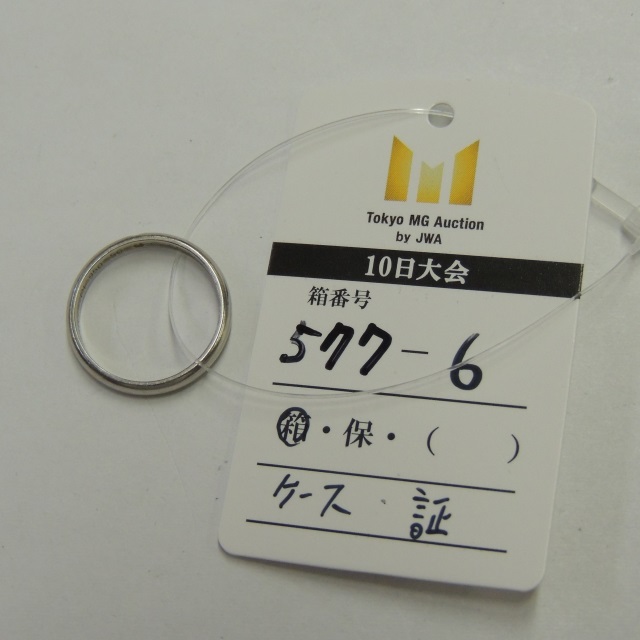 Tokyo MG Auction
by JWA
10日大会
箱番号
577-6
箱・保・( )
ケース 証